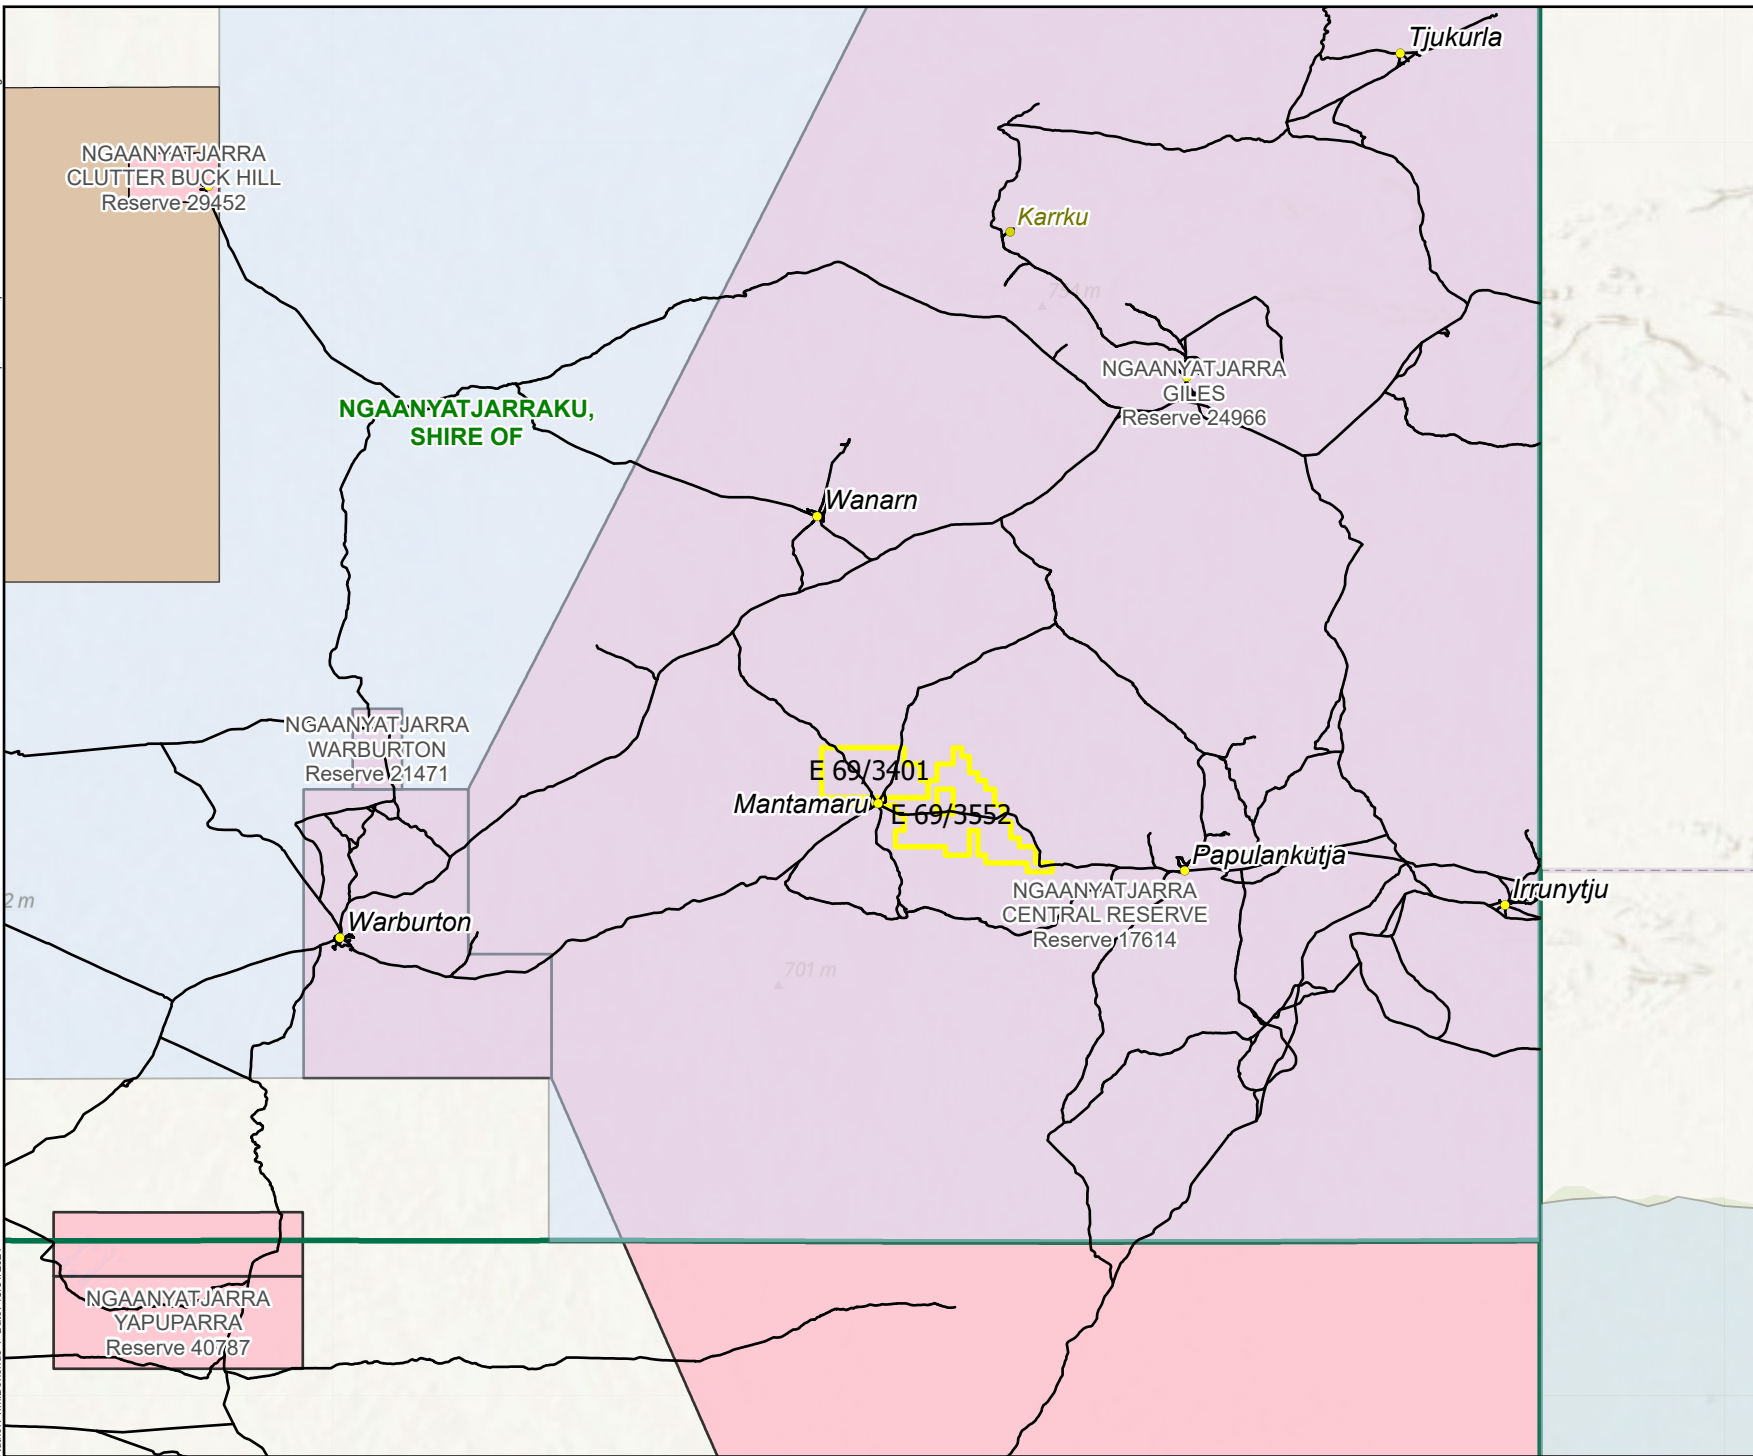 Tjukurla
NGAANYATJARRA
CLUTTER BUCK HILL
Reserve 29452
Karrku
754 m
NGAANYATJARRA
GILES
Reserve 24966
NGAANYATJARRAKU,
SHIRE OF
Wanarn
NGAANYATJARRA
WARBURTON
Reserve 21471
E 69/3401
Mantamaru
E 69/3552
Papulankutja
Irrunytju
NGAANYATJARRA
CENTRAL RESERVE
Reserve 17614
2 m
Warburton
701 m
NGAANYATJARRA
YAPUPARRA
Reserve 40787